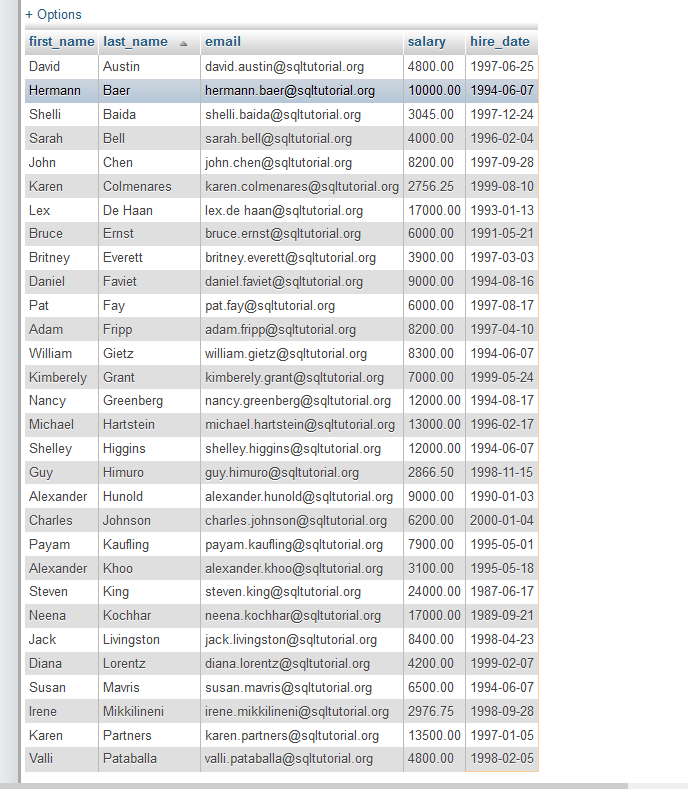 + Options
first_name last_name email salary hire_date
David Austin david.austin@sqltutorial.org 4800.00 1997-06-25
Hermann Baer hermann.baer@sqltutorial.org 10000.00 1994-06-07
Shelli Baida shelli.baida@sqltutorial.org 3045.00 1997-12-24
Sarah Bell sarah.bell@sqltutorial.org 4000.00 1996-02-04
John Chen john.chen@sqltutorial.org 8200.00 1997-09-28
Karen Colmenares karen.colmenares@sqltutorial.org 2756.25 1999-08-10
Lex De Haan lex.de haan@sqltutorial.org 17000.00 1993-01-13
Bruce Ernst bruce.ernst@sqltutorial.org 6000.00 1991-05-21
Britney Everett britney.everett@sqltutorial.org 3900.00 1997-03-03
Daniel Faviet daniel.faviet@sqltutorial.org 9000.00 1994-08-16
Pat Fay pat.fay@sqltutorial.org 6000.00 1997-08-17
Adam Fripp adam.fripp@sqltutorial.org 8200.00 1997-04-10
William Gietz william.gietz@sqltutorial.org 8300.00 1994-06-07
Kimberely Grant kimberely.grant@sqltutorial.org 7000.00 1999-05-24
Nancy Greenberg nancy.greenberg@sqltutorial.org 12000.00 1994-08-17
Michael Hartstein michael.hartstein@sqltutorial.org 13000.00 1996-02-17
Shelley Higgins shelley.higgins@sqltutorial.org 12000.00 1994-06-07
Guy Himuro guy.himuro@sqltutorial.org 2866.50 1998-11-15
Alexander Hunold alexander.hunold@sqltutorial.org 9000.00 1990-01-03
Charles Johnson charles.johnson@sqltutorial.org 6200.00 2000-01-04
Payam Kaufling payam.kaufling@sqltutorial.org 7900.00 1995-05-01
Alexander Khoo alexander.khoo@sqltutorial.org 3100.00 1995-05-18
Steven King steven.king@sqltutorial.org 24000.00 1987-06-17
Neena Kochhar neena.kochhar@sqltutorial.org 17000.00 1989-09-21
Jack Livingston jack.livingston@sqltutorial.org 8400.00 1998-04-23
Diana Lorentz diana.lorentz@sqltutorial.org 4200.00 1999-02-07
Susan Mavris susan.mavris@sqltutorial.org 6500.00 1994-06-07
Irene Mikkilineni irene.mikkilineni@sqltutorial.org 2976.75 1998-09-28
Karen Partners karen.partners@sqltutorial.org 13500.00 1997-01-05
Valli Pataballa valli.pataballa@sqltutorial.org 4800.00 1998-02-05